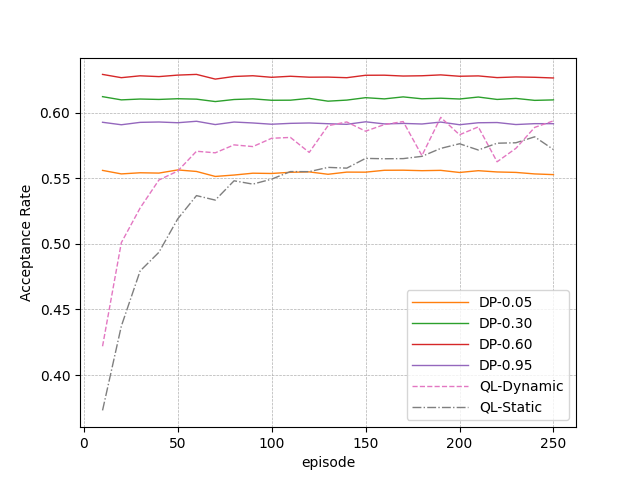 0.60
0.55
0.50
0.45
0.40
Acceptance Rate
0
50
100
150
200
250
episode
DP-0.05
DP-0.30
DP-0.60
DP-0.95
QL-Dynamic
QL-Static